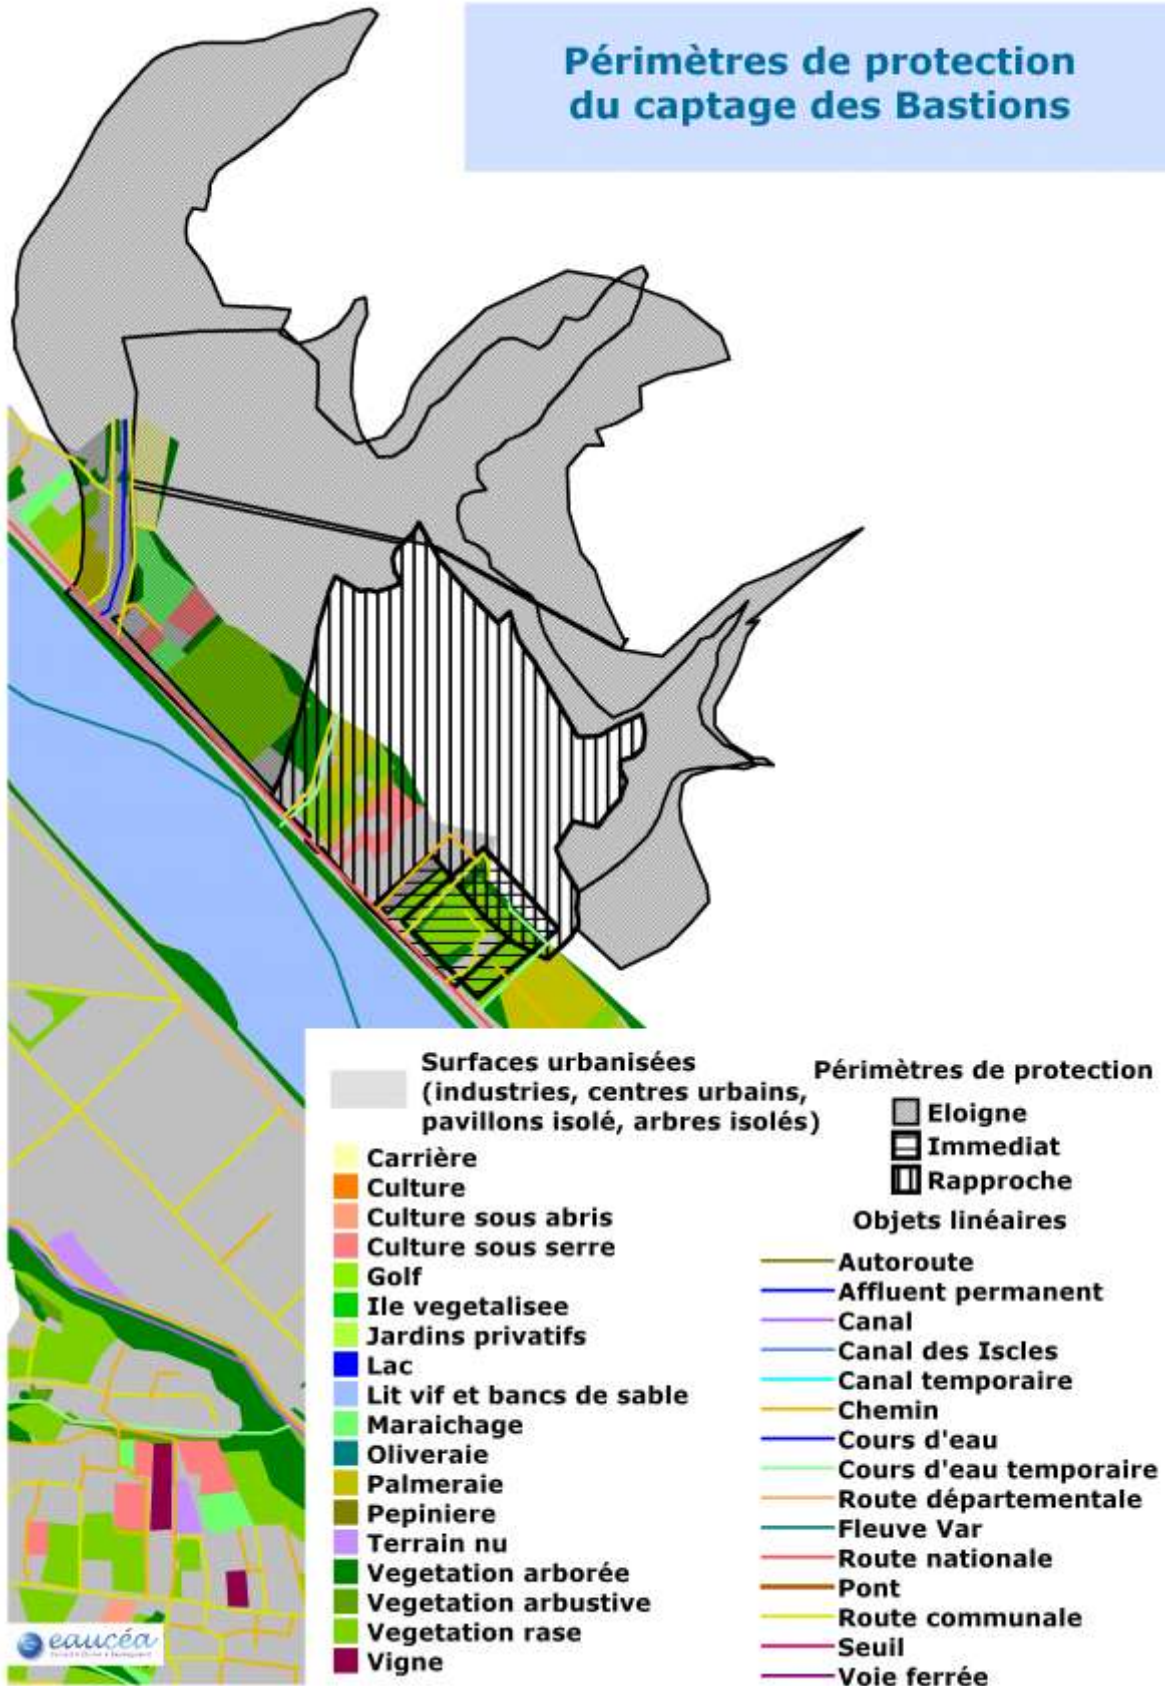 Périmètres de protection
du captage des Bastions
Surfaces urbanisées
(industries, centres urbains,
pavillons isolé, arbres isolés)
Carrière
Culture
Culture sous abris
Culture sous serre
Golf
Ile vegetalisee
Jardins privatifs
Lac
Lit vif et bancs de sable
Maraichage
Oliveraie
Palmeraie
Pepiniere
Terrain nu
Vegetation arborée
Vegetation arbustive
Vegetation rase
Vigne
Périmètres de protection
Eloigne
Immediat
Rapproche
Objets linéaires
Autoroute
Affluent permanent
Canal
Canal des Iscles
Canal temporaire
Chemin
Cours d'eau
Cours d'eau temporaire
Route départementale
Fleuve Var
Route nationale
Pont
Route communale
Seuil
Voie ferrée
eaucéa